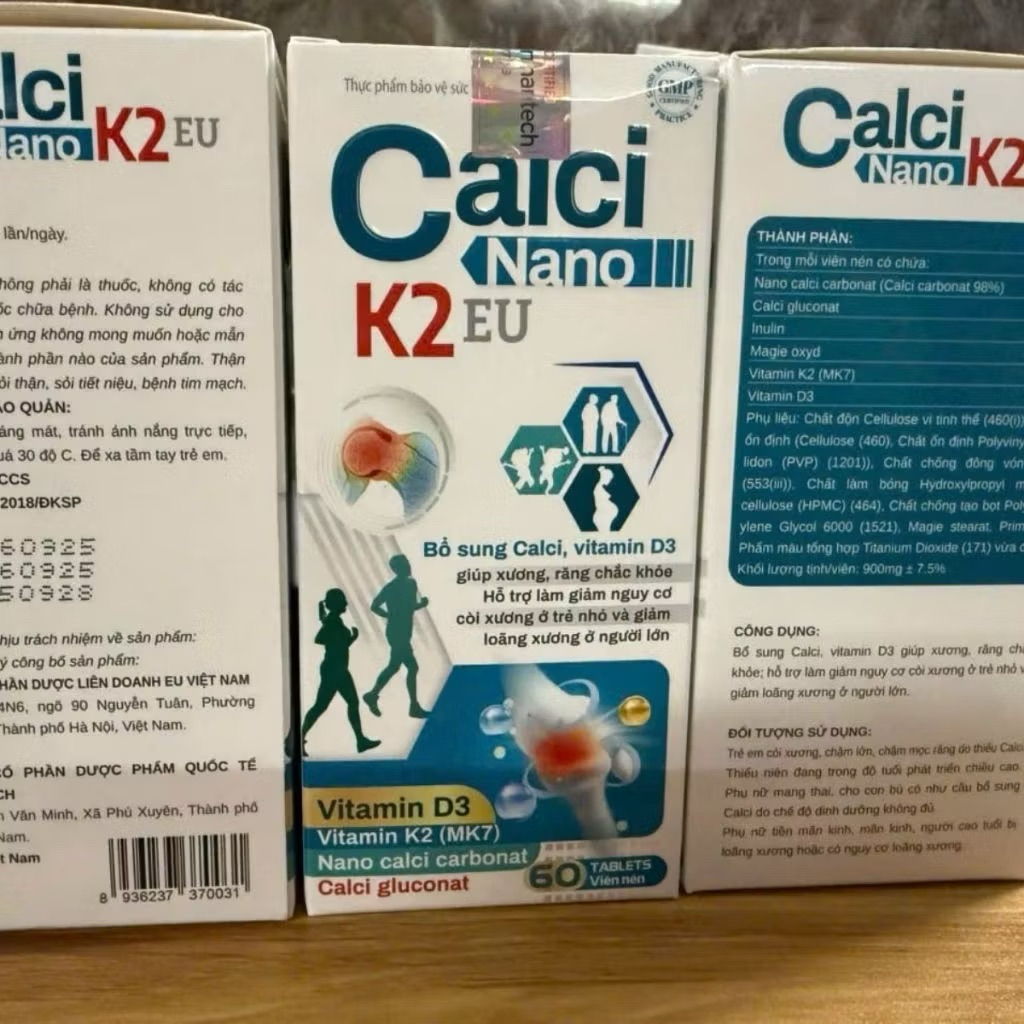 alci
Nano
K2 EU
lần/ngày.
không phải là thuốc, không có tác
chữa bệnh. Không sử dụng cho
ứng không mong muốn hoặc mẫn
thành phần nào của sản phẩm. Thận
sỏi thận, sỏi tiết niệu, bệnh tim mạch.
BẢO QUẢN:
mát, tránh ánh nắng trực tiếp,
quá 30 độ C. Để xa tầm tay trẻ em.
CCS
2018/ĐKSP
60925
60925
50928
chịu trách nhiệm về sản phẩm:
công bố sản phẩm:
PHẦN DƯỢC LIÊN DOANH EU VIỆT NAM
4N6, ngõ 90 Nguyễn Tuân, Phường
Thành phố Hà Nội, Việt Nam.
CỔ PHẦN DƯỢC PHẨM QUỐC TẾ
CH
Văn Minh, Xã Phú Xuyên, Thành phố
Nam.
Nam
8 936237 370031
Thực phẩm bảo vệ sức
martech
GOOD MANUFACTURING
GMP
CERTIFIED
PRACTICE
Calci
Nano
K2 EU
Bổ sung Calci, vitamin D3
giúp xương, răng chắc khỏe
Hỗ trợ làm giảm nguy cơ
còi xương ở trẻ nhỏ và giảm
loãng xương ở người lớn
Vitamin D3
Vitamin K2 (MK7)
Nano calci carbonat
Calci gluconat
60 TABLETS
Viên nén
Calci
Nano
K2
THÀNH PHẦN:
Trong mỗi viên nén có chứa:
Nano calci carbonat (Calci carbonat 98%)
Calci gluconat
Inulin
Magie oxyd
Vitamin K2 (MK7)
Vitamin D3
Phụ liệu: Chất độn Cellulose vi tinh thể (460(i))
ổn định (Cellulose (460), Chất ổn định Polyviny
lidon (PVP) (1201)), Chất chống đông vón
(553(iii)), Chất làm bóng Hydroxylpropyl m
cellulose (HPMC) (464), Chất chống tạo bọt Poly
ylene Glycol 6000 (1521), Magie stearat, Prim
Phẩm màu tổng hợp Titanium Dioxide (171) vừa
Khối lượng tịnh/viên: 900mg ± 7.5%
CÔNG DỤNG:
Bổ sung Calci, vitamin D3 giúp xương, răng
khỏe; hỗ trợ làm giảm nguy cơ còi xương ở trẻ nhỏ
giảm loãng xương ở người lớn.
ĐỐI TƯỢNG SỬ DỤNG:
Trẻ em còi xương, chậm lớn, chậm mọc răng do thiếu Calci
Thiếu niên đang trong độ tuổi phát triển chiều cao.
Phụ nữ mang thai, cho con bú có nhu cầu bổ sung
Calci do chế độ dinh dưỡng không đủ.
Phụ nữ tiền mãn kinh, mãn kinh, người cao tuổi bị
loãng xương hoặc có nguy cơ loãng xương.